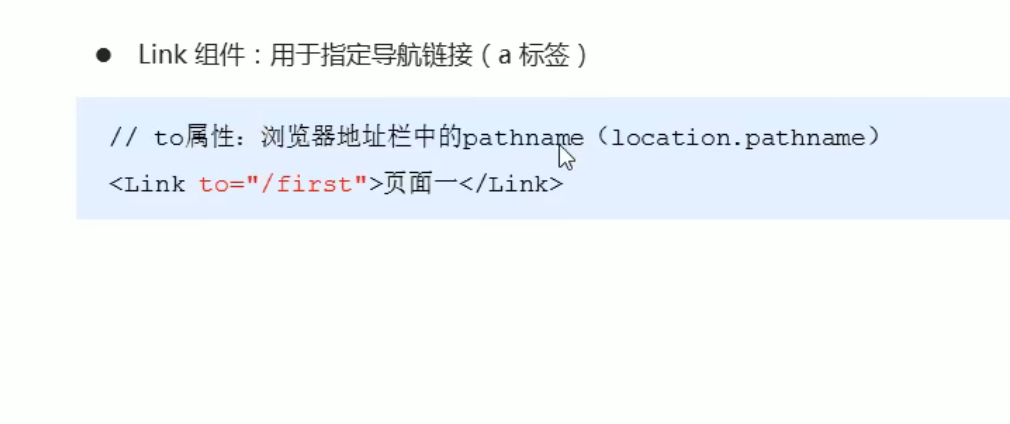 ● Link 组件：用于指定导航链接（a 标签）
// to属性：浏览器地址栏中的pathname（location.pathname）
<Link to="/first">页面一</Link>